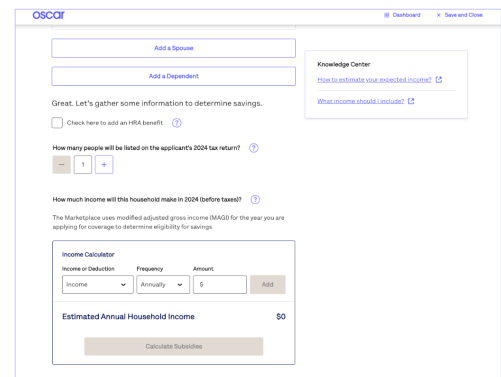 oscar
Dashboard
Save and Close
Add a Spouse
Add a Dependent
Great. Let's gather some information to determine savings.
Check here to add an HRA benefit ?
How many people will be listed on the applicant's 2024 tax return? ?
− 1 +
How much income will this household make in 2024 (before taxes)? ?
The Marketplace uses modified adjusted gross income (MAGI) for the year you are
applying for coverage to determine eligibility for savings
Income Calculator
Income or Deduction Frequency Amount
Income Annually $ Add
Estimated Annual Household Income $0
Calculate Subsidies
Knowledge Center
How to estimate your expected income?
What income should I include?